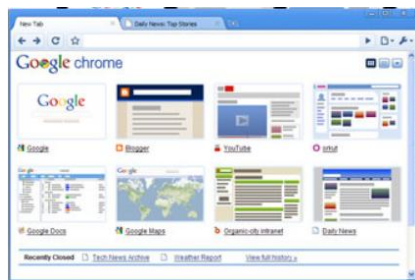 New Tab Daily News: Top Stories
Google chrome
Google
Google Blogger YouTube orkut
Google Docs Google Maps Organic-city intranet Daily News
Recently Closed Tech News Archive Weather Report View full history »